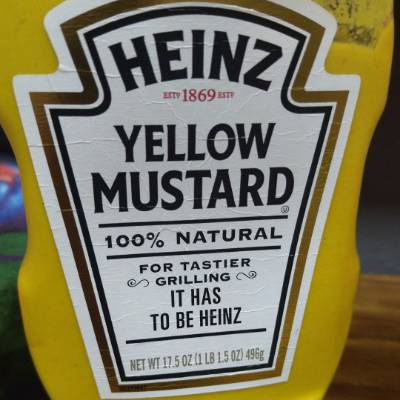 HEINZ
ESTD 1869 ESTD
YELLOW
MUSTARD®
100% NATURAL
FOR TASTIER
GRILLING
IT HAS
TO BE HEINZ
NET WT 17.5 OZ (1 LB 1.5 OZ) 496g